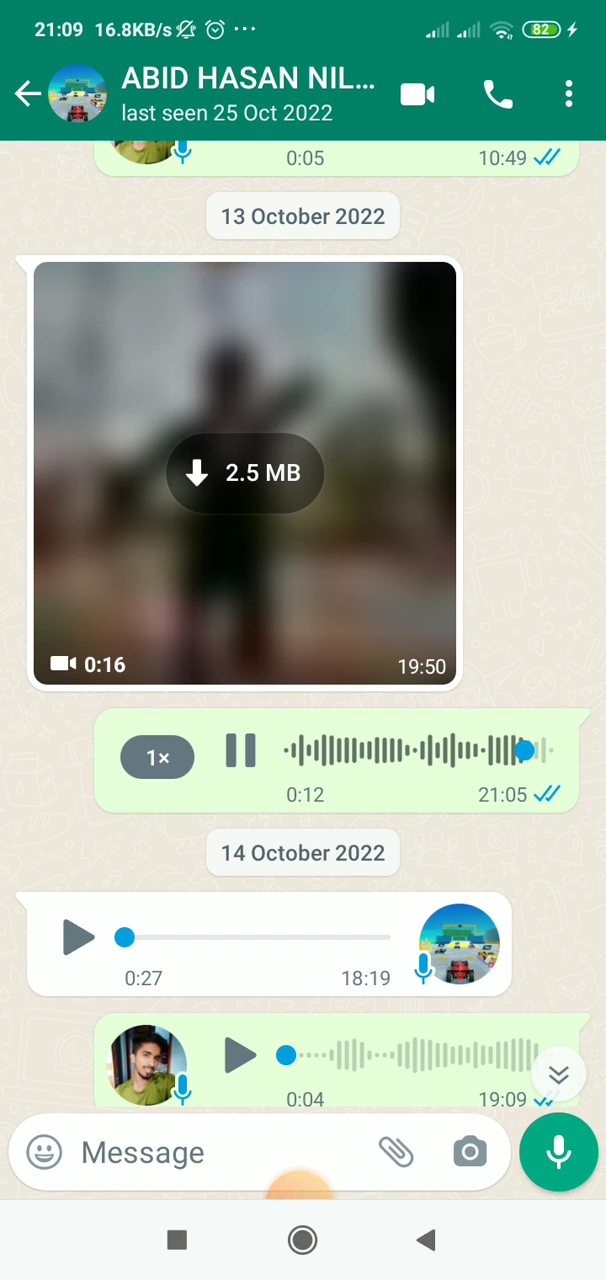 21:09 16.8KB/s ... 82
ABID HASAN NIL...
last seen 25 Oct 2022
0:05 10:49
13 October 2022
2.5 MB
0:16 19:50
1×
0:12 21:05
14 October 2022
0:27 18:19
0:04 19:09
Message